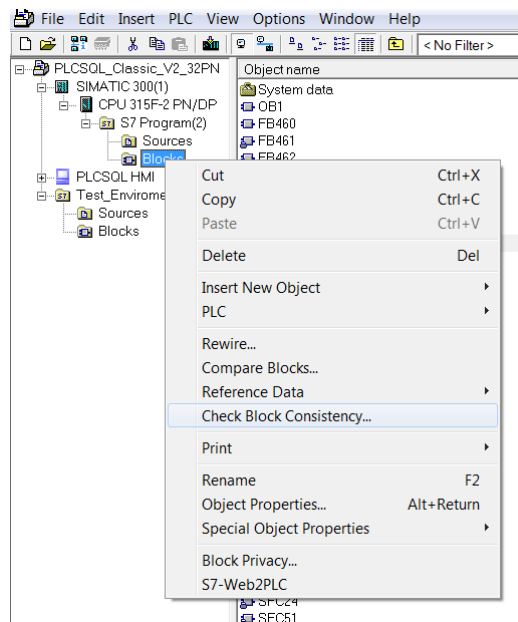 File Edit Insert PLC View Options Window Help
< No Filter >
PLCSQL_Classic_V2_32PN
SIMATIC 300(1)
CPU 315F-2 PN/DP
S7 Program(2)
Sources
Blocks
PLCSQL HMI
Test_Envirome
Sources
Blocks
Object name
System data
OB1
FB460
FB461
FB462
Cut Ctrl+X
Copy Ctrl+C
Paste Ctrl+V
Delete Del
Insert New Object
PLC
Rewire...
Compare Blocks...
Reference Data
Check Block Consistency...
Print
Rename F2
Object Properties... Alt+Return
Special Object Properties
Block Privacy...
S7-Web2PLC
SFC24
SFC51